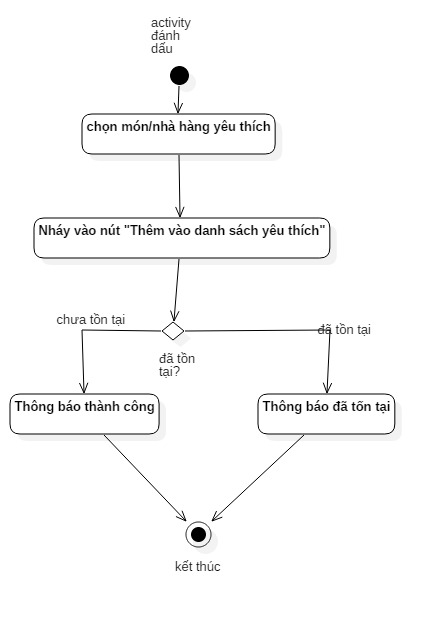 activity
đánh
dấu
chọn món/nhà hàng yêu thích
Nháy vào nút "Thêm vào danh sách yêu thích"
chưa tồn tại
đã tồn tại
đã tồn
tại?
Thông báo thành công
Thông báo đã tồn tại
kết thúc